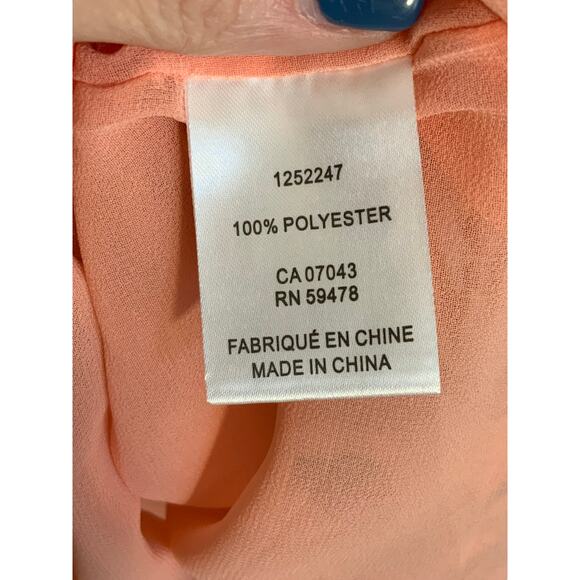 1252247
100% POLYESTER
CA 07043
RN 59478
FABRIQUÉ EN CHINE
MADE IN CHINA